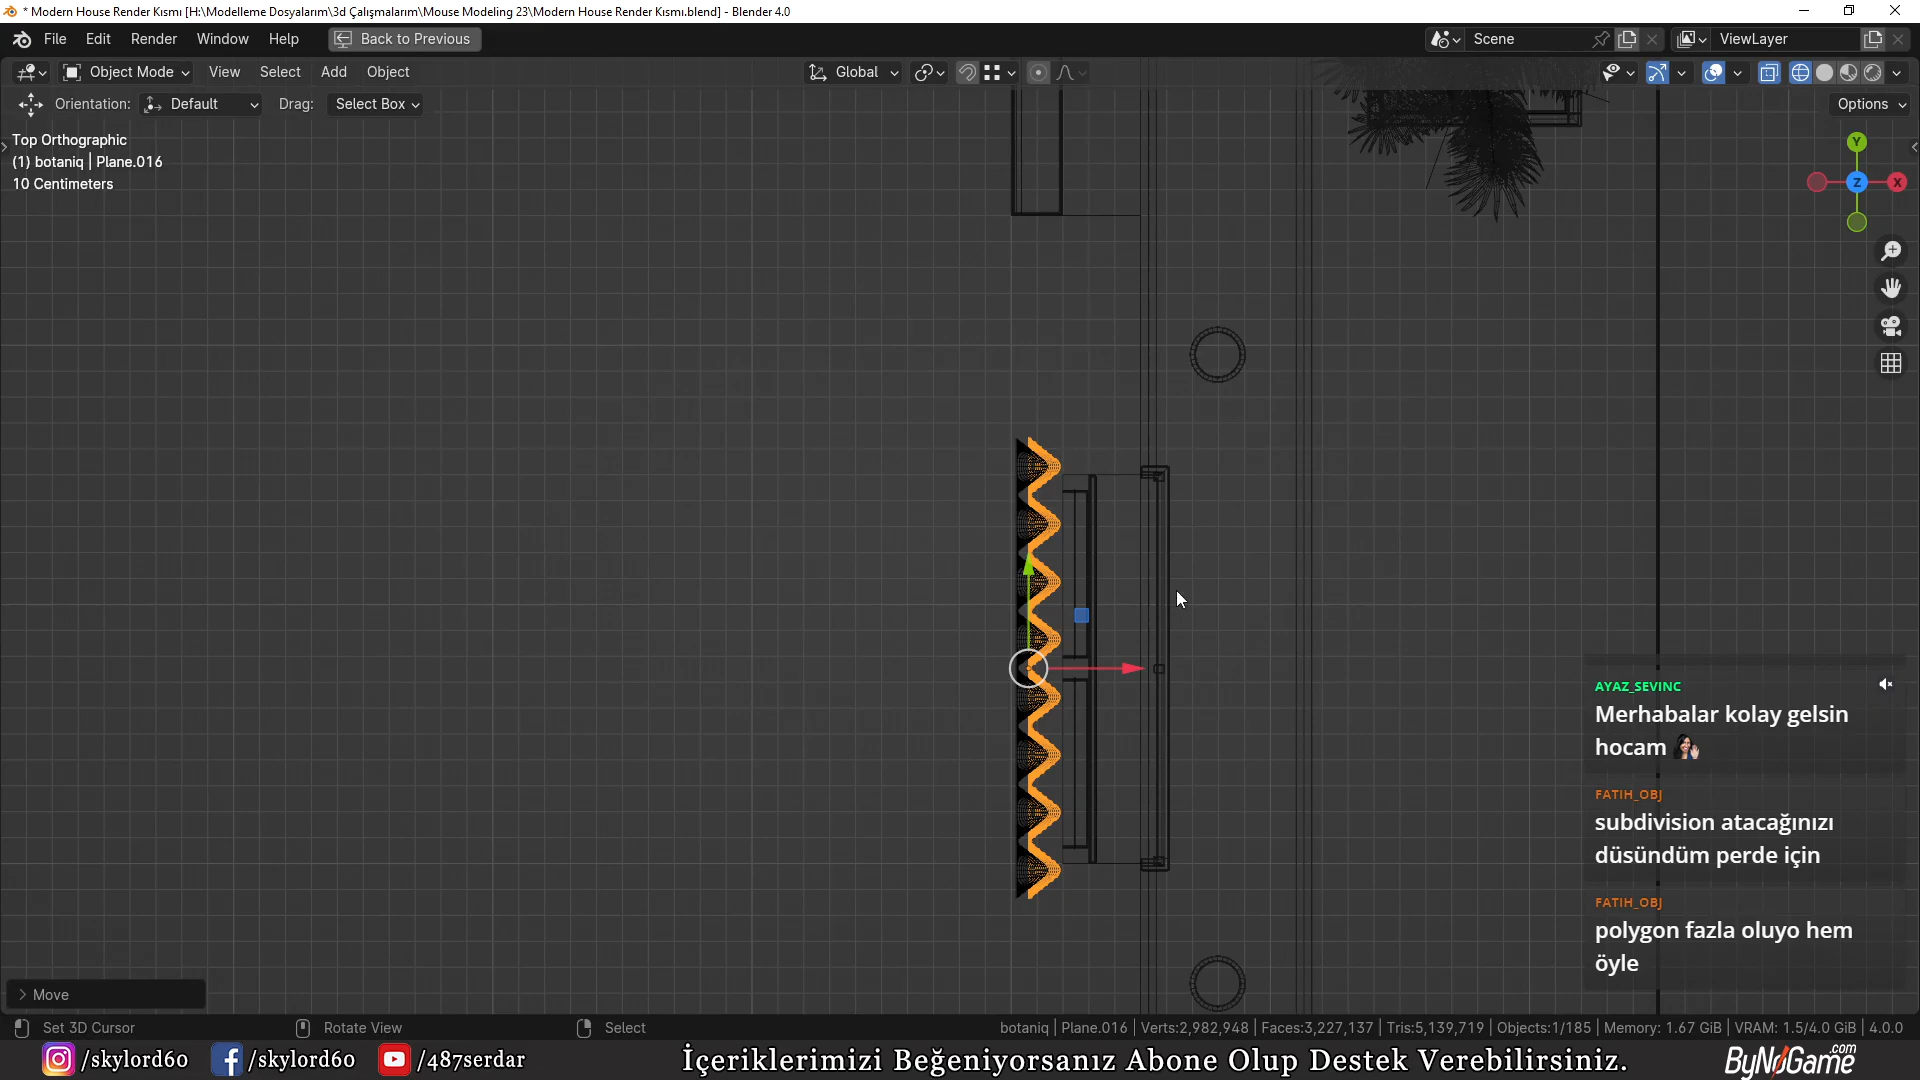 * Modern House Render Kısmı [H:\Modelleme Dosyalarım\3d Çalışmalarım\Mouse Modeling 23\Modern House Render Kısmı.blend] - Blender 4.0
File Edit Render Window Help Back to Previous Scene ViewLayer
Object Mode View Select Add Object Global
Orientation: Default Drag: Select Box Options
Top Orthographic
(1) botaniq | Plane.016
10 Centimeters
Y
Z
X
AYAZ_SEVINC
Merhabalar kolay gelsin
hocam
FATIH_OBJ
subdivision atacağınızı
düsündüm perde için
FATIH_OBJ
polygon fazla oluyo hem
öyle
> Move
Set 3D Cursor Rotate View Select botaniq | Plane.016 | Verts:2,982,948 | Faces:3,227,137 | Tris:5,139,719 | Objects:1/185 | Memory: 1.67 GiB | VRAM: 1.5/4.0 GiB | 4.0.0
/skylord60 /skylord60 /487serdar İçeriklerimizi Beğeniyorsanız Abone Olup Destek Verebilirsiniz. ByNoGame.com